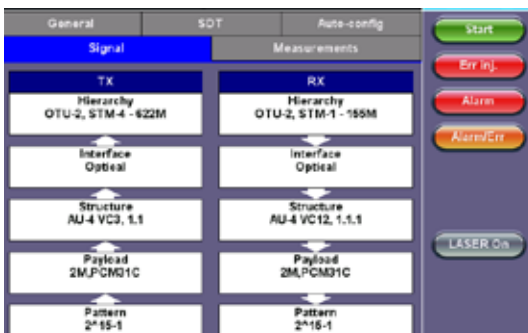 General SDT Auto-config
Signal Measurements
TX
Hierarchy
OTU-2, STM-4 - 622M
Interface
Optical
Structure
AU-4 VC3, 1.1
Payload
2M,PCM31C
Pattern
2^15-1
RX
Hierarchy
OTU-2, STM-1 - 155M
Interface
Optical
Structure
AU-4 VC12, 1.1.1
Payload
2M,PCM31C
Pattern
2^15-1
Start
Err inj.
Alarm
Alarm/Err
LASER On